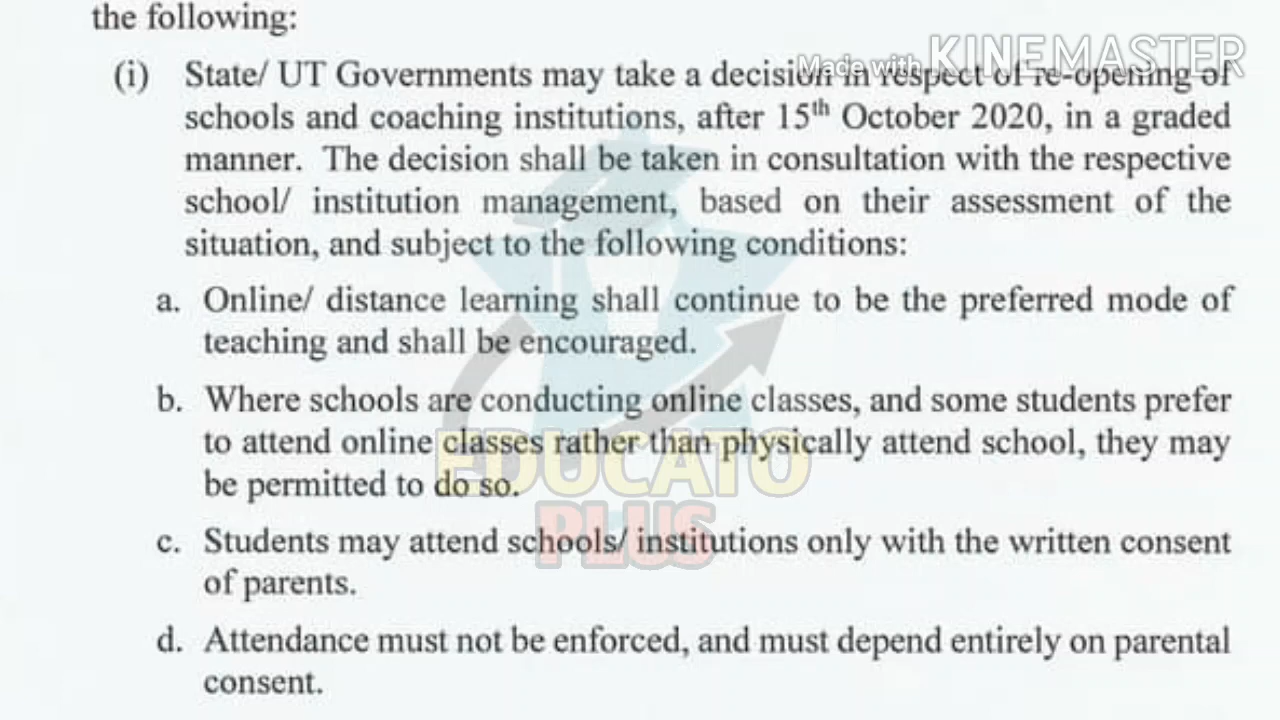 the following:
Made with KINEMASTER
(i) State/ UT Governments may take a decision in respect of re-opening of
schools and coaching institutions, after 15th October 2020, in a graded
manner. The decision shall be taken in consultation with the respective
school/ institution management, based on their assessment of the
situation, and subject to the following conditions:
a. Online/ distance learning shall continue to be the preferred mode of
teaching and shall be encouraged.
b. Where schools are conducting online classes, and some students prefer
to attend online classes rather than physically attend school, they may
be permitted to do so.
EDUCATO
PLUS
c. Students may attend schools/ institutions only with the written consent
of parents.
d. Attendance must not be enforced, and must depend entirely on parental
consent.